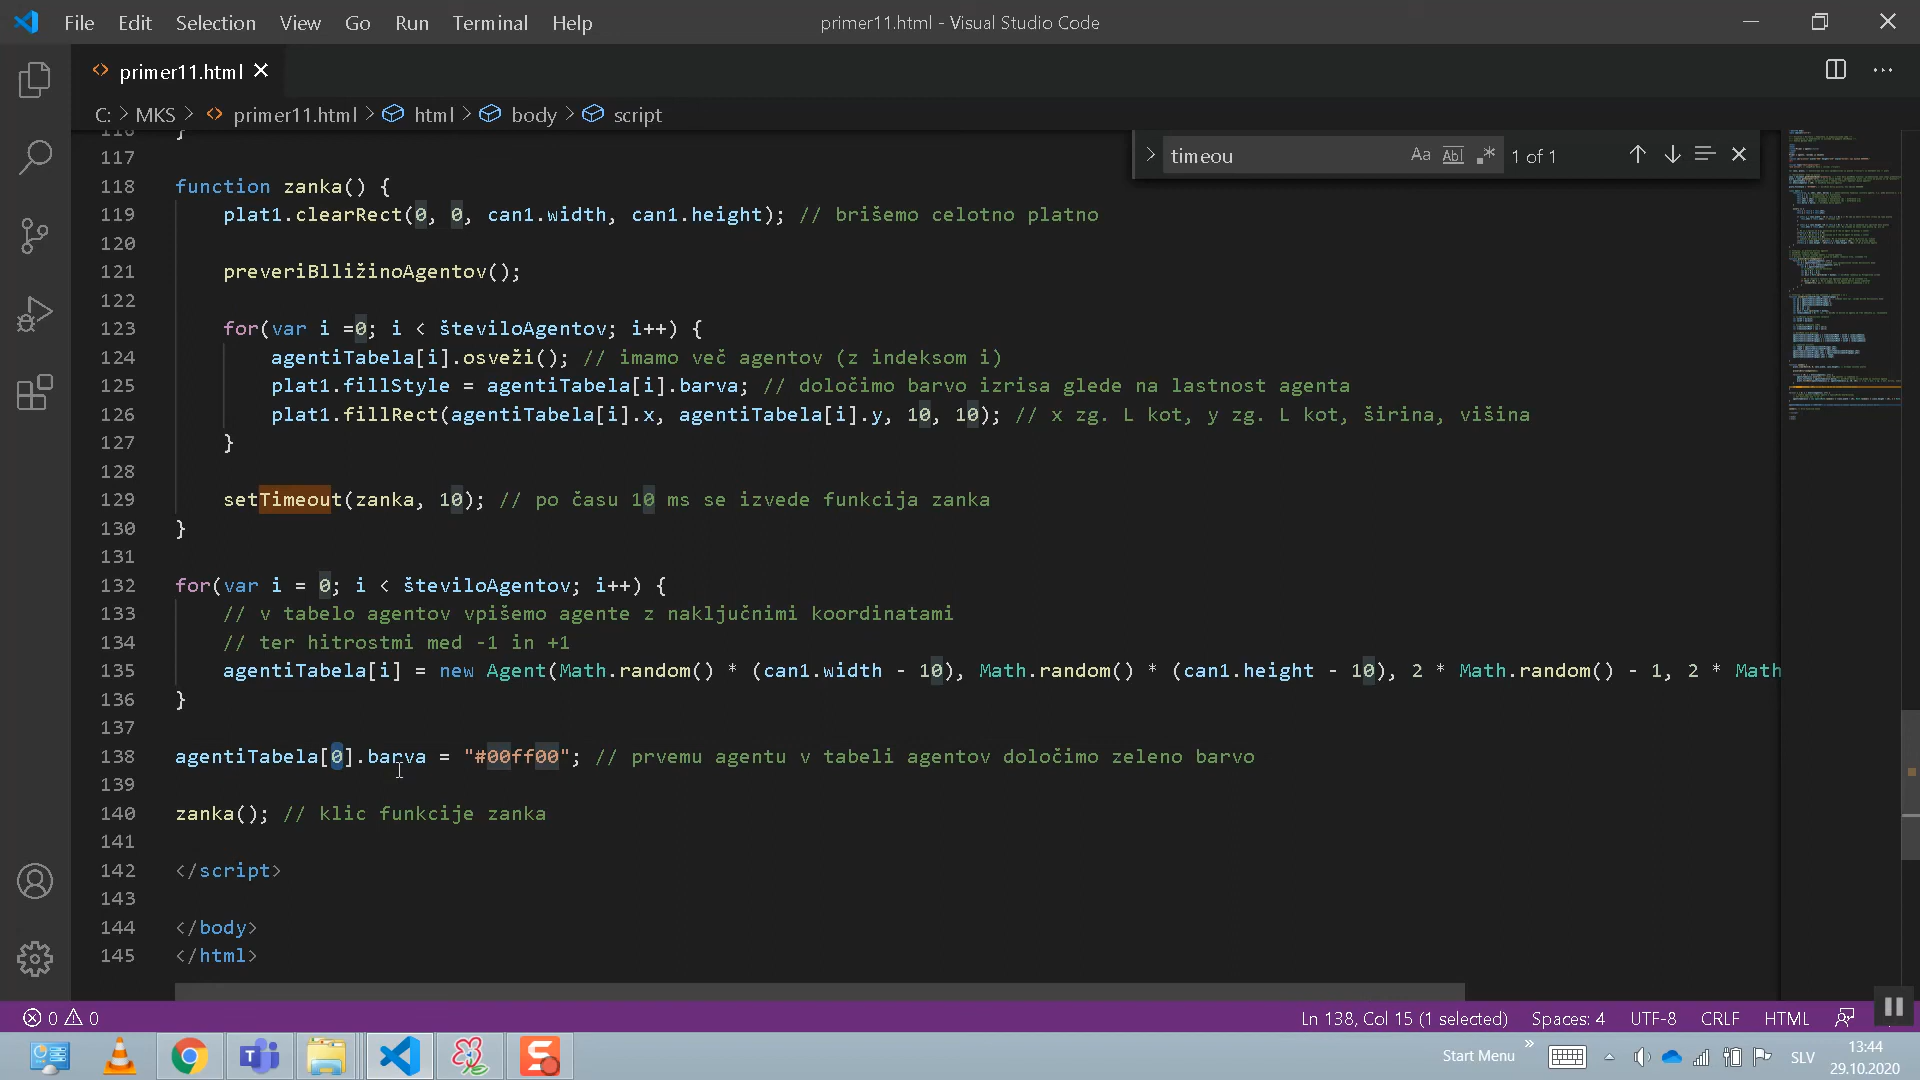 File Edit Selection View Go Run Terminal Help primer11.html - Visual Studio Code
primer11.html
C: > MKS > primer11.html > html > body > script
timeou Aa Abl .* 1 of 1
116 }
117
118 function zanka() {
119 plat1.clearRect(0, 0, can1.width, can1.height); // brišemo celotno platno
120
121 preveriBlližinoAgentov();
122
123 for(var i =0; i < številoAgentov; i++) {
124 agentiTabela[i].osveži(); // imamo več agentov (z indeksom i)
125 plat1.fillStyle = agentiTabela[i].barva; // določimo barvo izrisa glede na lastnost agenta
126 plat1.fillRect(agentiTabela[i].x, agentiTabela[i].y, 10, 10); // x zg. L kot, y zg. L kot, širina, višina
127 }
128
129 setTimeout(zanka, 10); // po času 10 ms se izvede funkcija zanka
130 }
131
132 for(var i = 0; i < številoAgentov; i++) {
133 // v tabelo agentov vpišemo agente z naključnimi koordinatami
134 // ter hitrostmi med -1 in +1
135 agentiTabela[i] = new Agent(Math.random() * (can1.width - 10), Math.random() * (can1.height - 10), 2 * Math.random() - 1, 2 * Math
136 }
137
138 agentiTabela[0].barva = "#00ff00"; // prvemu agentu v tabeli agentov določimo zeleno barvo
139
140 zanka(); // klic funkcije zanka
141
142 </script>
143
144 </body>
145 </html>
0 0 Ln 138, Col 15 (1 selected) Spaces: 4 UTF-8 CRLF HTML
Start Menu » SLV 13:44
29.10.2020